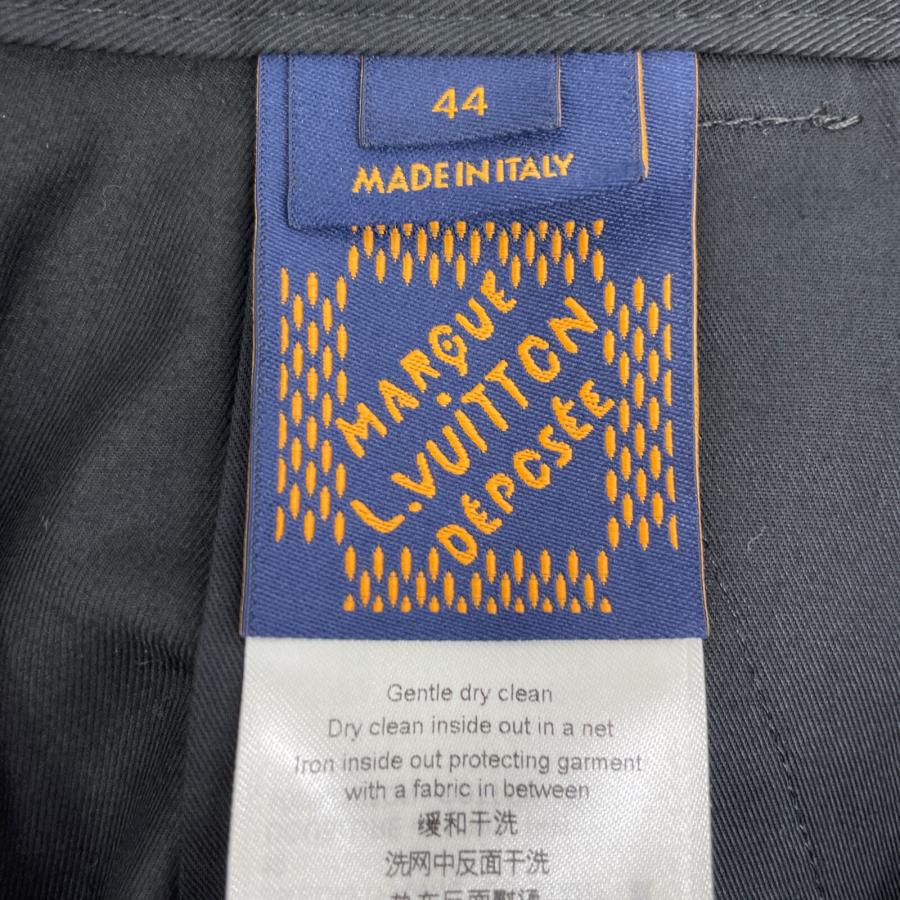 44
MADE IN ITALY
MARQUE
L.VUITTON
DÉPOSÉE
Gentle dry clean
Dry clean inside out in a net
Iron inside out protecting garment
with a fabric in between
缓和干洗
洗网中反面干洗